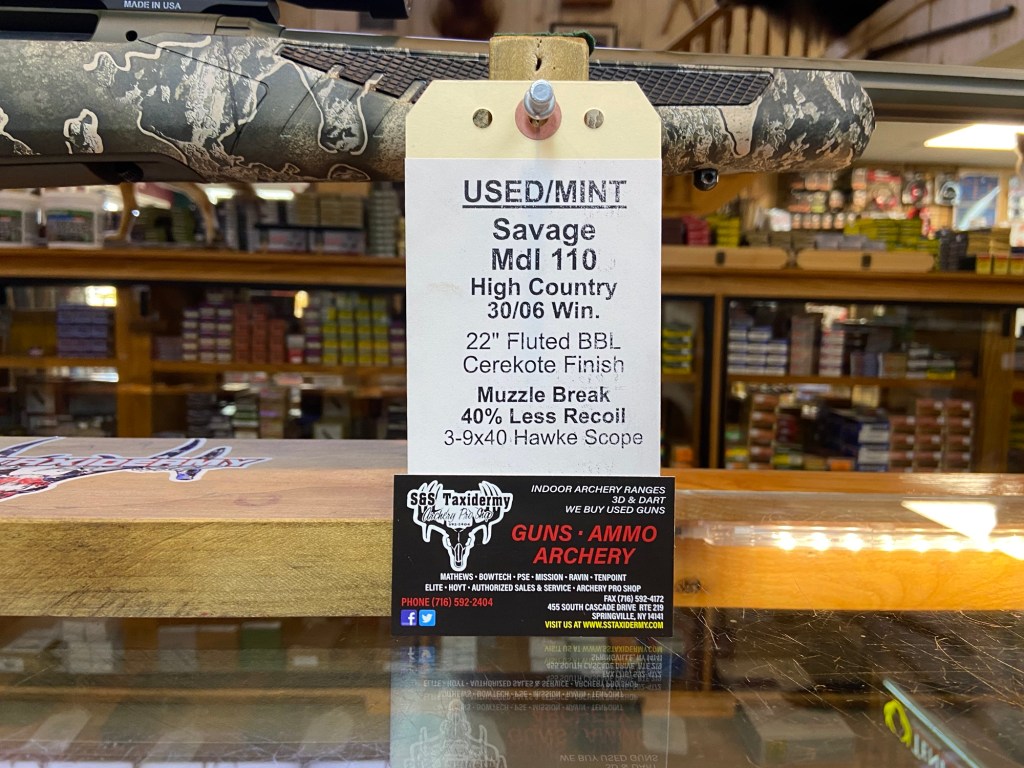 MADE IN USA
USED/MINT
Savage
Mdl 110
High Country
30/06 Win.
22" Fluted BBL
Cerekote Finish
Muzzle Break
40% Less Recoil
3-9x40 Hawke Scope
S&S Taxidermy
Archery Pro Shop
INDOOR ARCHERY RANGES
3D & DART
WE BUY USED GUNS
GUNS · AMMO
ARCHERY
MATHEWS · BOWTECH · PSE · MISSION · RAVIN · TENPOINT
ELITE · HOYT · AUTHORIZED SALES & SERVICE · ARCHERY PRO SHOP
PHONE (716) 592-2404
FAX (716) 592-4172
455 SOUTH CASCADE DRIVE RTE 219
SPRINGVILLE, NY 14141
VISIT US AT WWW.SSTAXIDERMY.COM